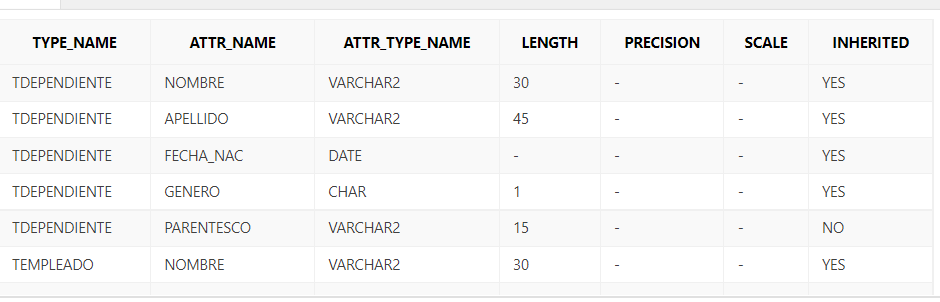 TYPE_NAME ATTR_NAME ATTR_TYPE_NAME LENGTH PRECISION SCALE INHERITED
TDEPENDIENTE NOMBRE VARCHAR2 30 - - YES
TDEPENDIENTE APELLIDO VARCHAR2 45 - - YES
TDEPENDIENTE FECHA_NAC DATE - - - YES
TDEPENDIENTE GENERO CHAR 1 - - YES
TDEPENDIENTE PARENTESCO VARCHAR2 15 - - NO
TEMPLEADO NOMBRE VARCHAR2 30 - - YES